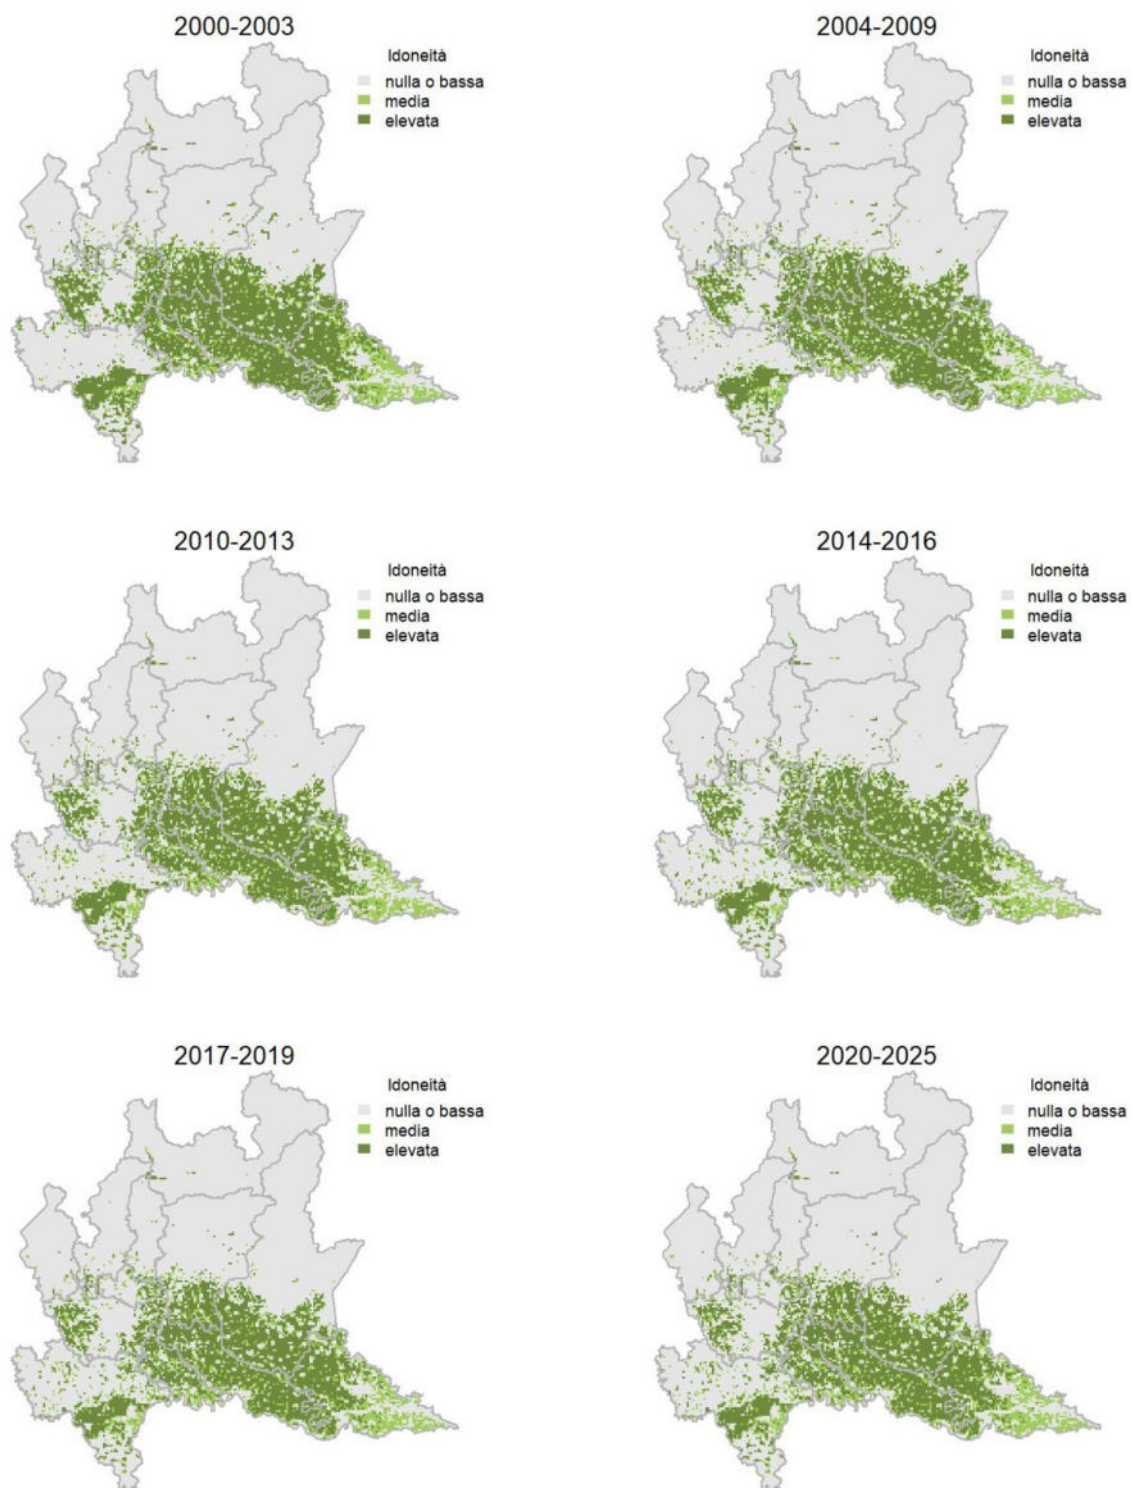 2000-2003
Idoneità
nulla o bassa
media
elevata
2004-2009
Idoneità
nulla o bassa
media
elevata
2010-2013
Idoneità
nulla o bassa
media
elevata
2014-2016
Idoneità
nulla o bassa
media
elevata
2017-2019
Idoneità
nulla o bassa
media
elevata
2020-2025
Idoneità
nulla o bassa
media
elevata